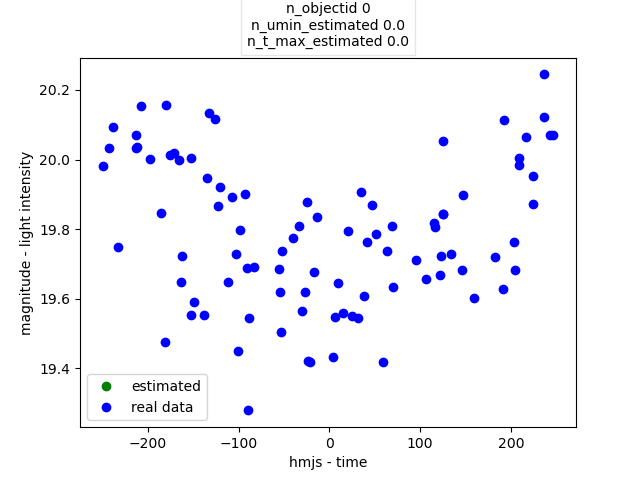 n_objectid 0
n_umin_estimated 0.0
n_t_max_estimated 0.0
20.2
20.0
19.8
19.6
19.4
magnitude - light intensity
estimated
real data
−200
−100
0
100
200
hmjs - time